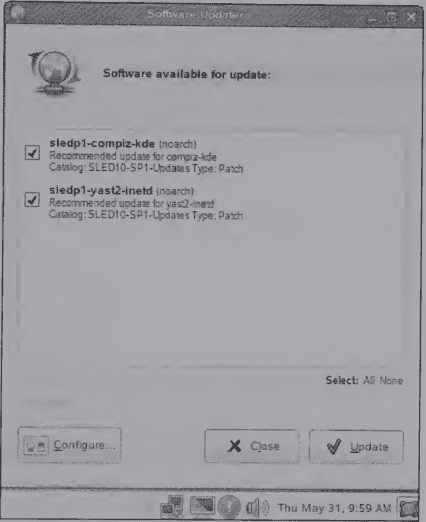 Software Updater
Software available for update:
sledp1-compiz-kde (noarch)
Recommended update for compiz-kde
Catalog: SLED10-SP1-Updates Type: Patch
sledp1-yast2-inetd (noarch)
Recommended update for yast2-inetd
Catalog: SLED10-SP1-Updates Type: Patch
Select: All None
Configure...
Close
Update
Thu May 31, 9:59 AM